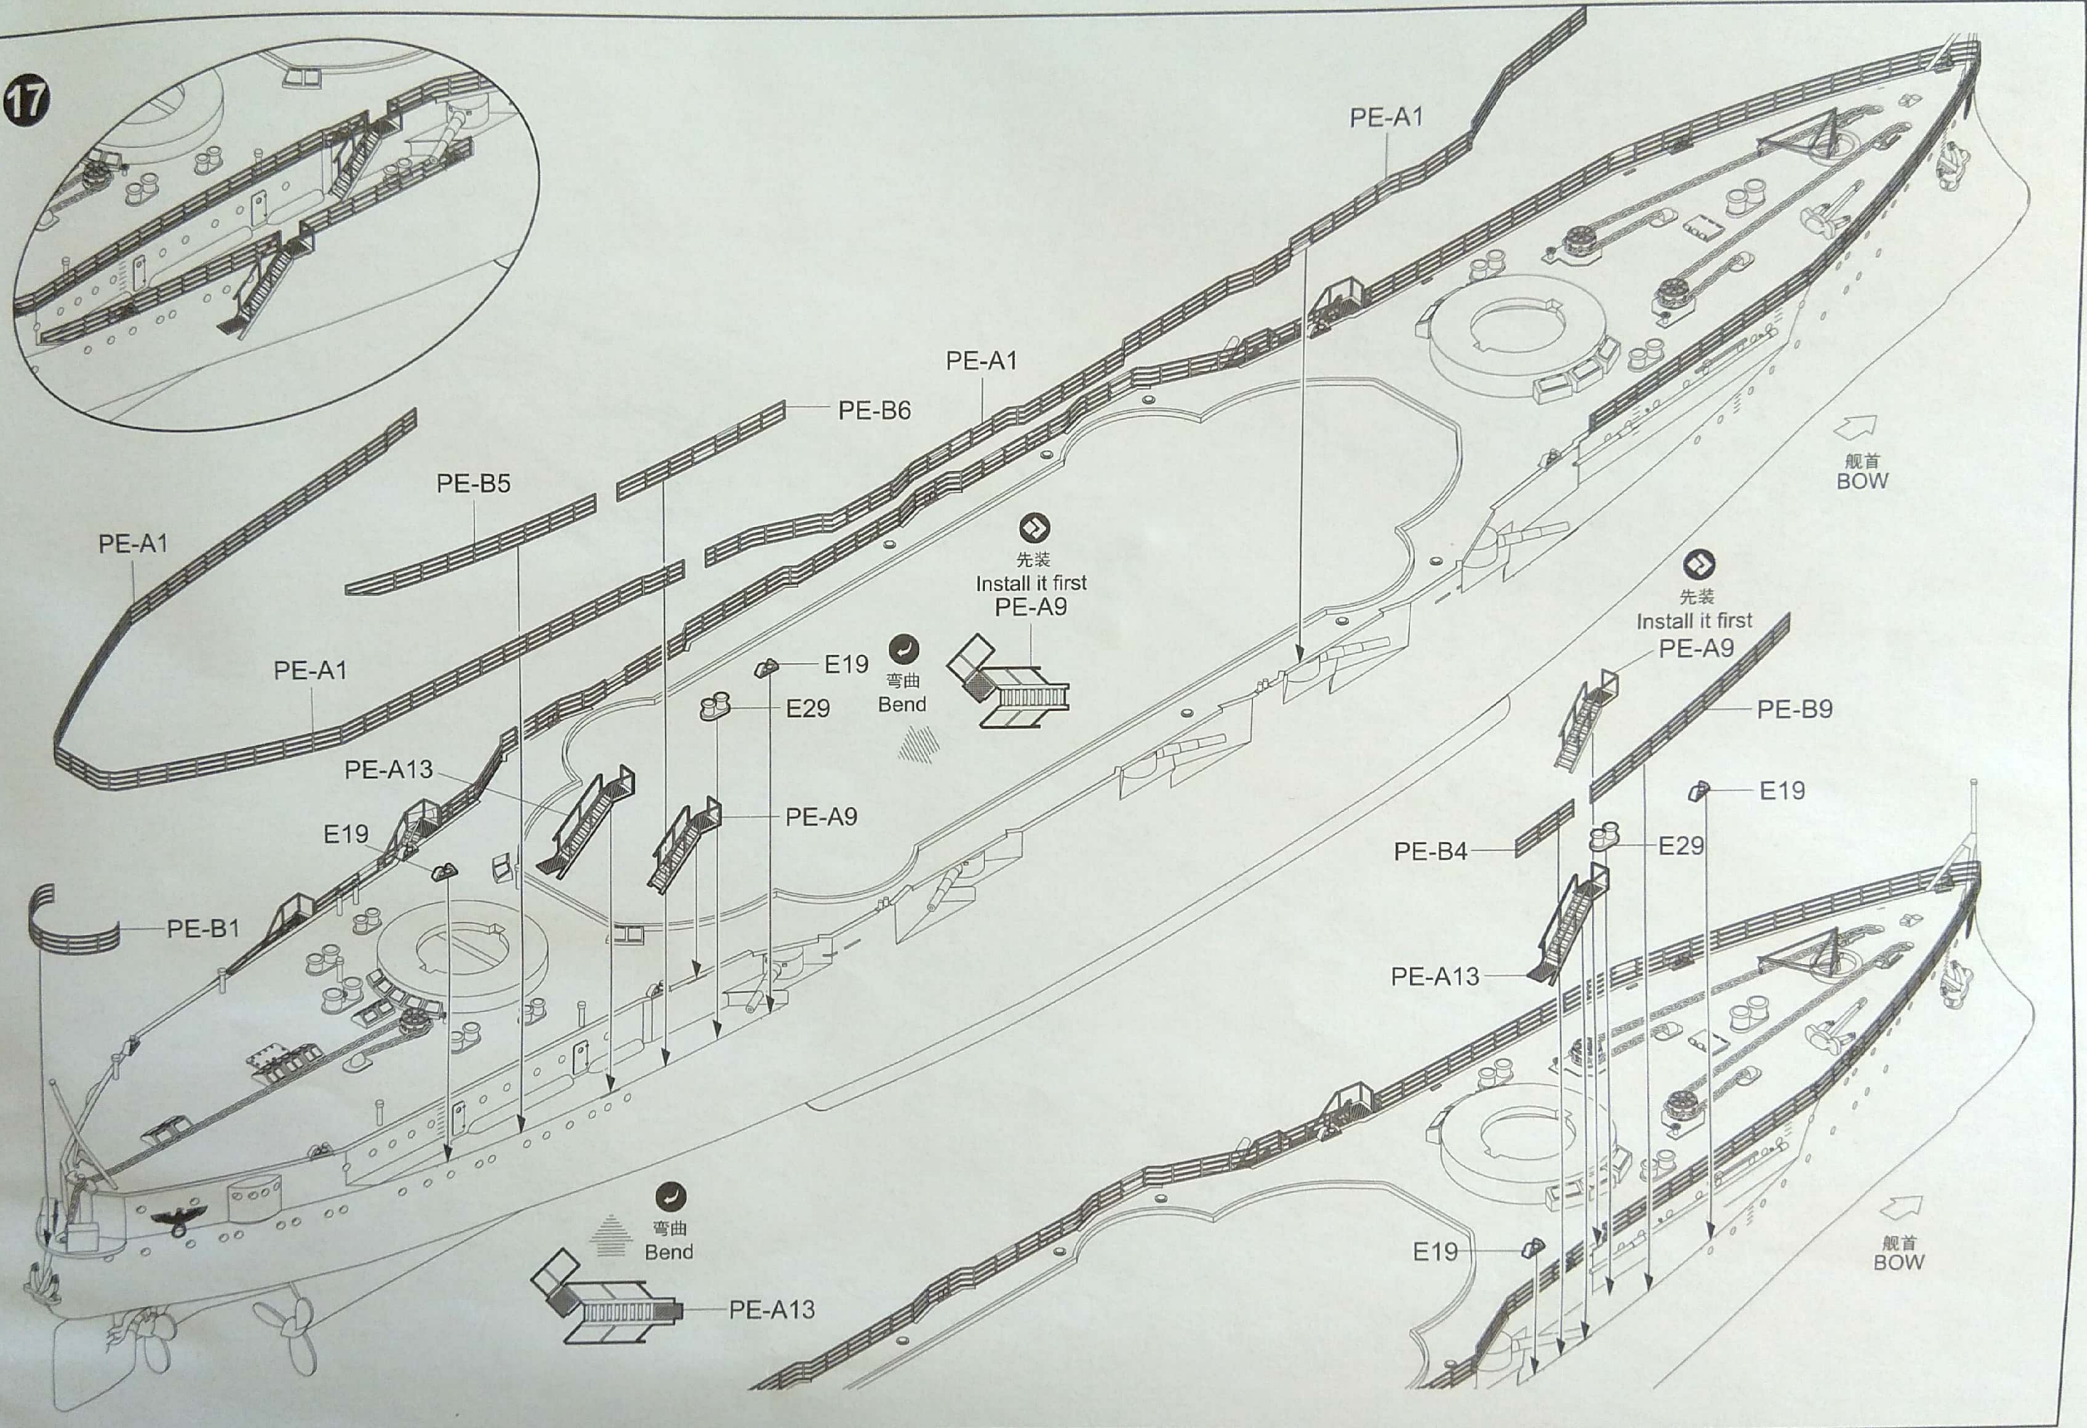 17
PE-A1
PE-A1
PE-B6
PE-B5
PE-A1
舰首
BOW
先装
Install it first
PE-A9
先装
Install it first
PE-A9
PE-A1
E19
弯曲
Bend
E29
PE-B9
PE-A13
E19
PE-A9
E19
PE-B4
E29
PE-B1
PE-A13
弯曲
Bend
PE-A13
E19
舰首
BOW